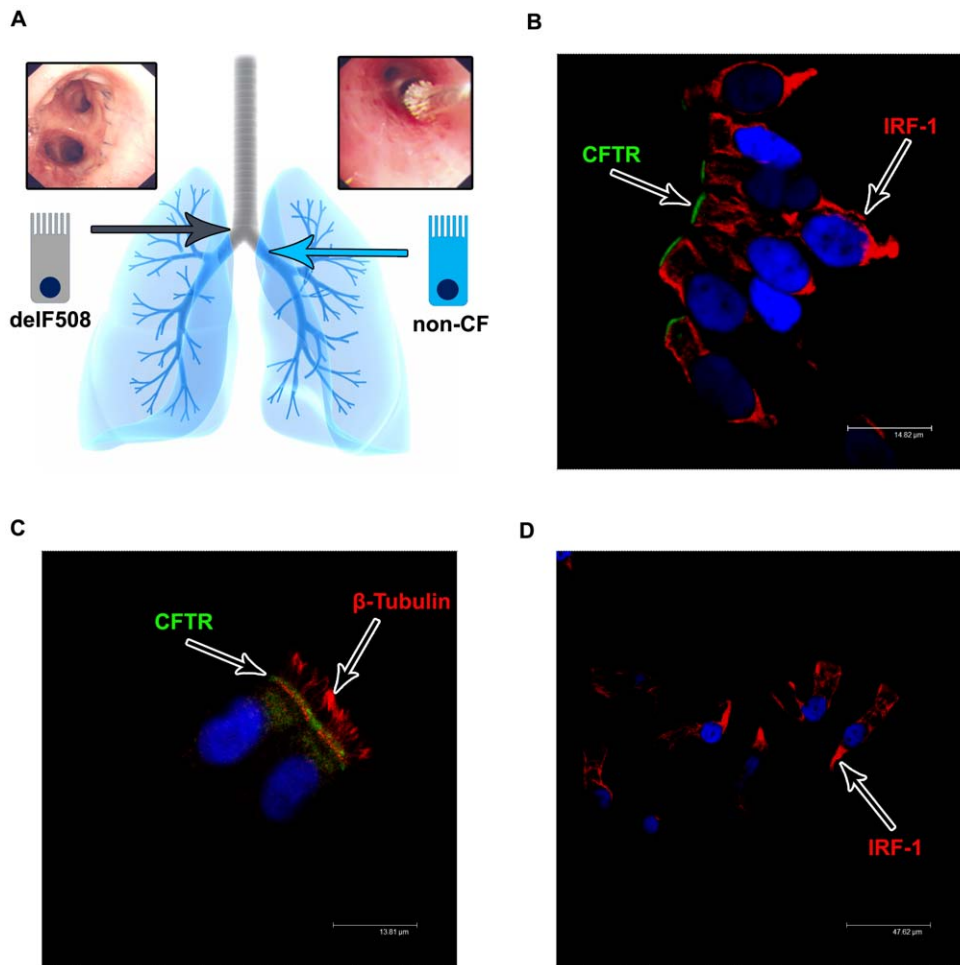 A
delF508
non-CF
B
CFTR
IRF-1
14.82 µm
C
CFTR
β-Tubulin
13.81 µm
D
IRF-1
47.62 µm